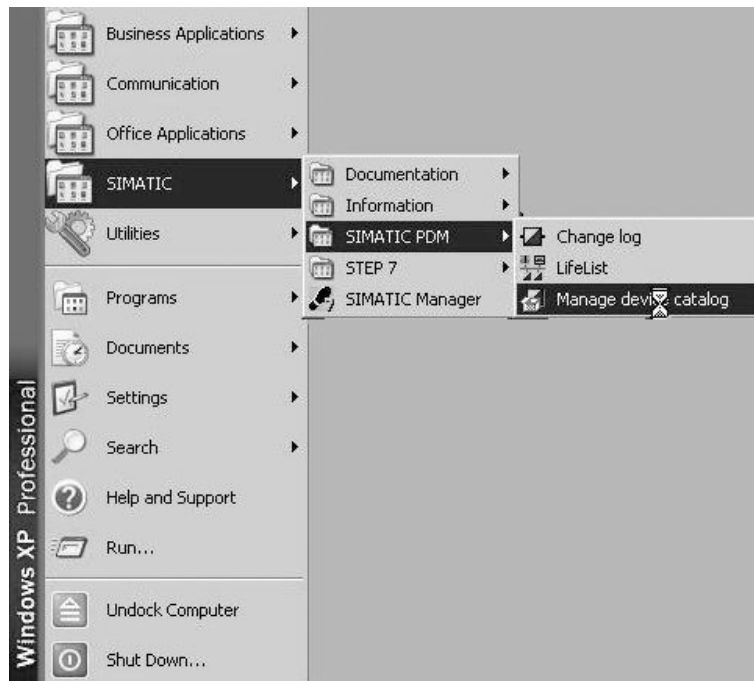 Business Applications
Communication
Office Applications
SIMATIC
Utilities
Programs
Documents
Settings
Search
Help and Support
Run...
Undock Computer
Shut Down...
Windows XP Professional
Documentation
Information
SIMATIC PDM
STEP 7
SIMATIC Manager
Change log
LifeList
Manage device catalog